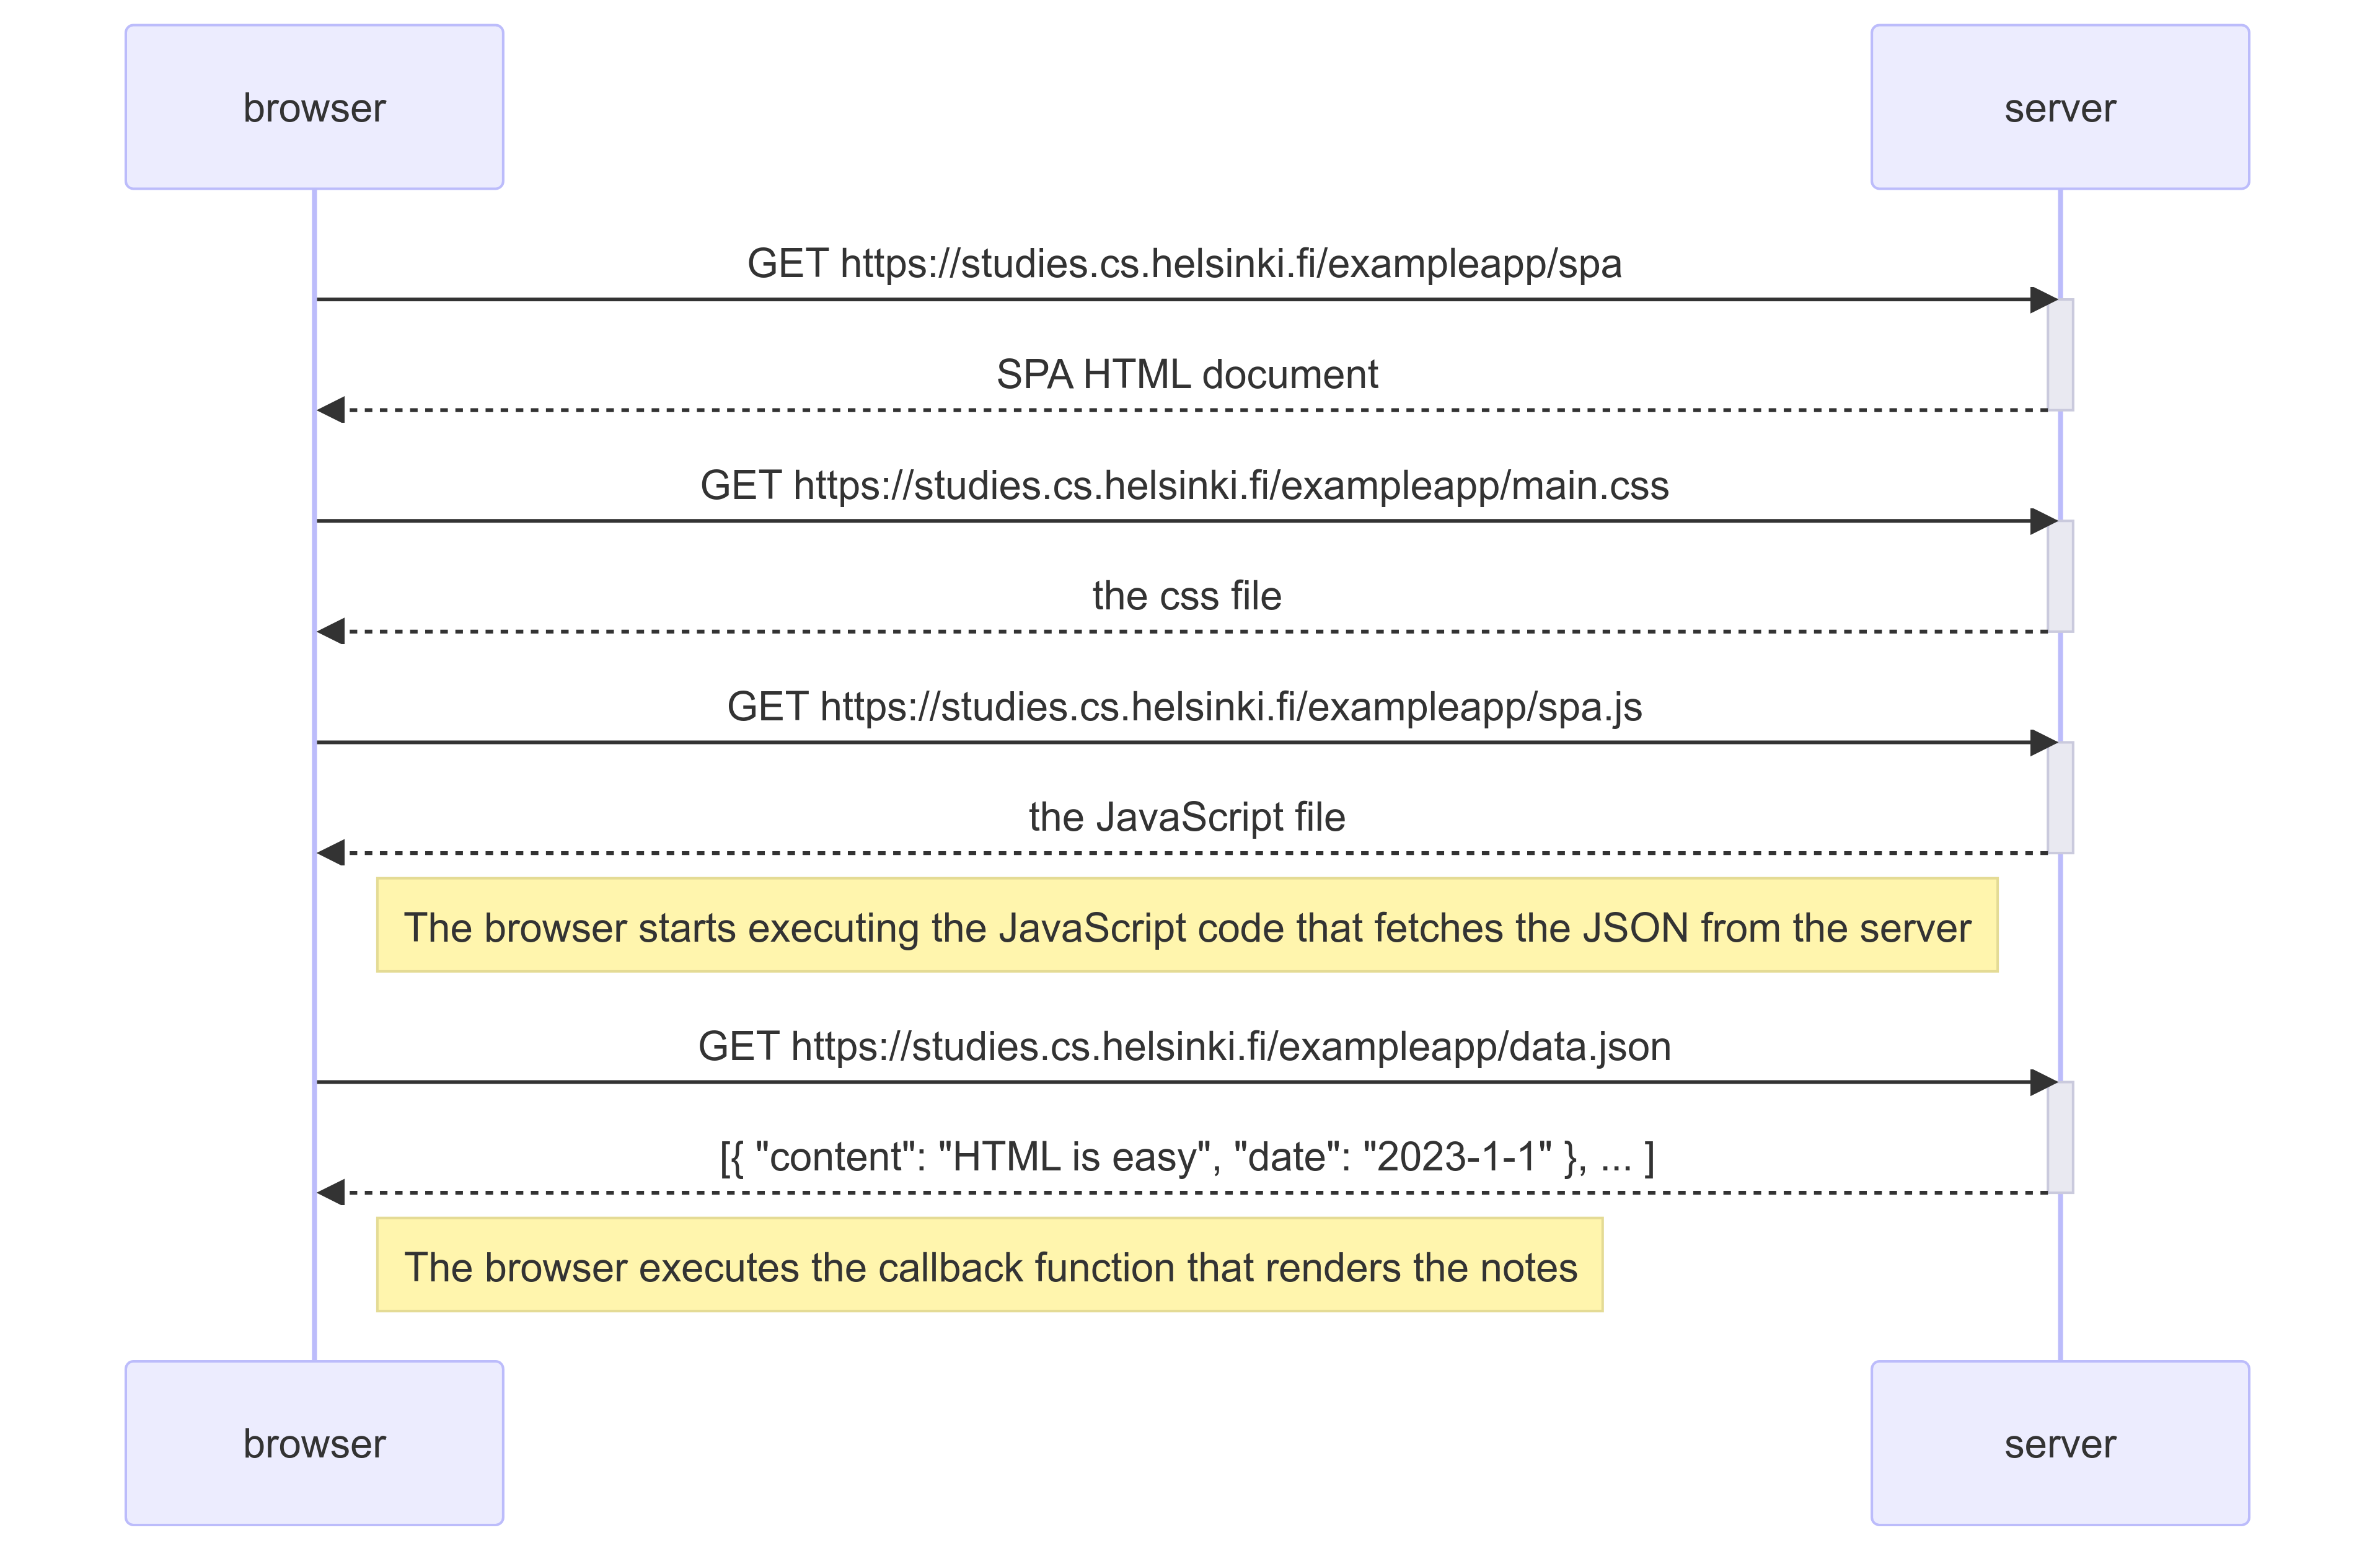 browser
server
GET https://studies.cs.helsinki.fi/exampleapp/spa
SPA HTML document
GET https://studies.cs.helsinki.fi/exampleapp/main.css
the css file
GET https://studies.cs.helsinki.fi/exampleapp/spa.js
the JavaScript file
The browser starts executing the JavaScript code that fetches the JSON from the server
GET https://studies.cs.helsinki.fi/exampleapp/data.json
[{ "content": "HTML is easy", "date": "2023-1-1" }, ... ]
The browser executes the callback function that renders the notes
browser
server